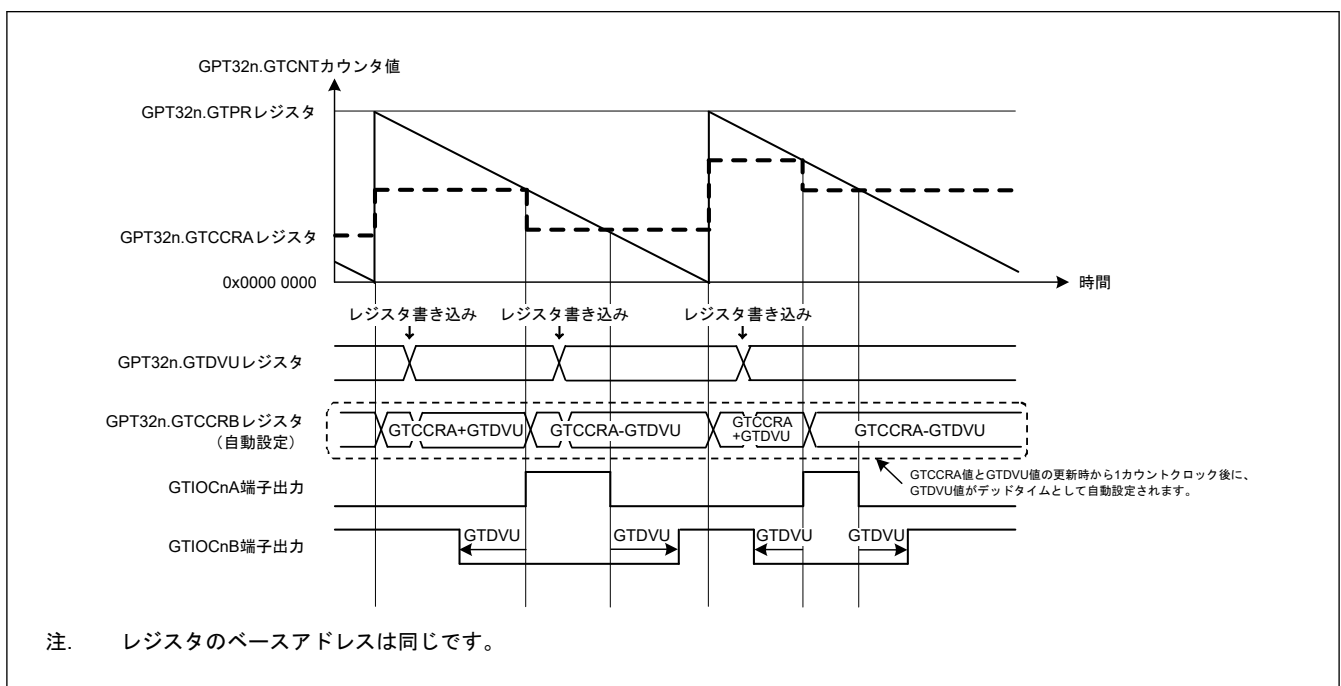 GPT32n.GTCNTカウンタ値
GPT32n.GTPRレジスタ
GPT32n.GTCCRAレジスタ
0x0000 0000
時間
レジスタ書き込み レジスタ書き込み レジスタ書き込み
GPT32n.GTDVUレジスタ
GPT32n.GTCCRBレジスタ
（自動設定）
GTCCRA+GTDVU GTCCRA-GTDVU
GTCCRA
+GTDVU
GTCCRA-GTDVU
GTCCRA値とGTDVU値の更新時から1カウントクロック後に、
GTDVU値がデッドタイムとして自動設定されます。
GTIOCnA端子出力
GTIOCnB端子出力
GTDVU GTDVU GTDVU GTDVU
注. レジスタのベースアドレスは同じです。